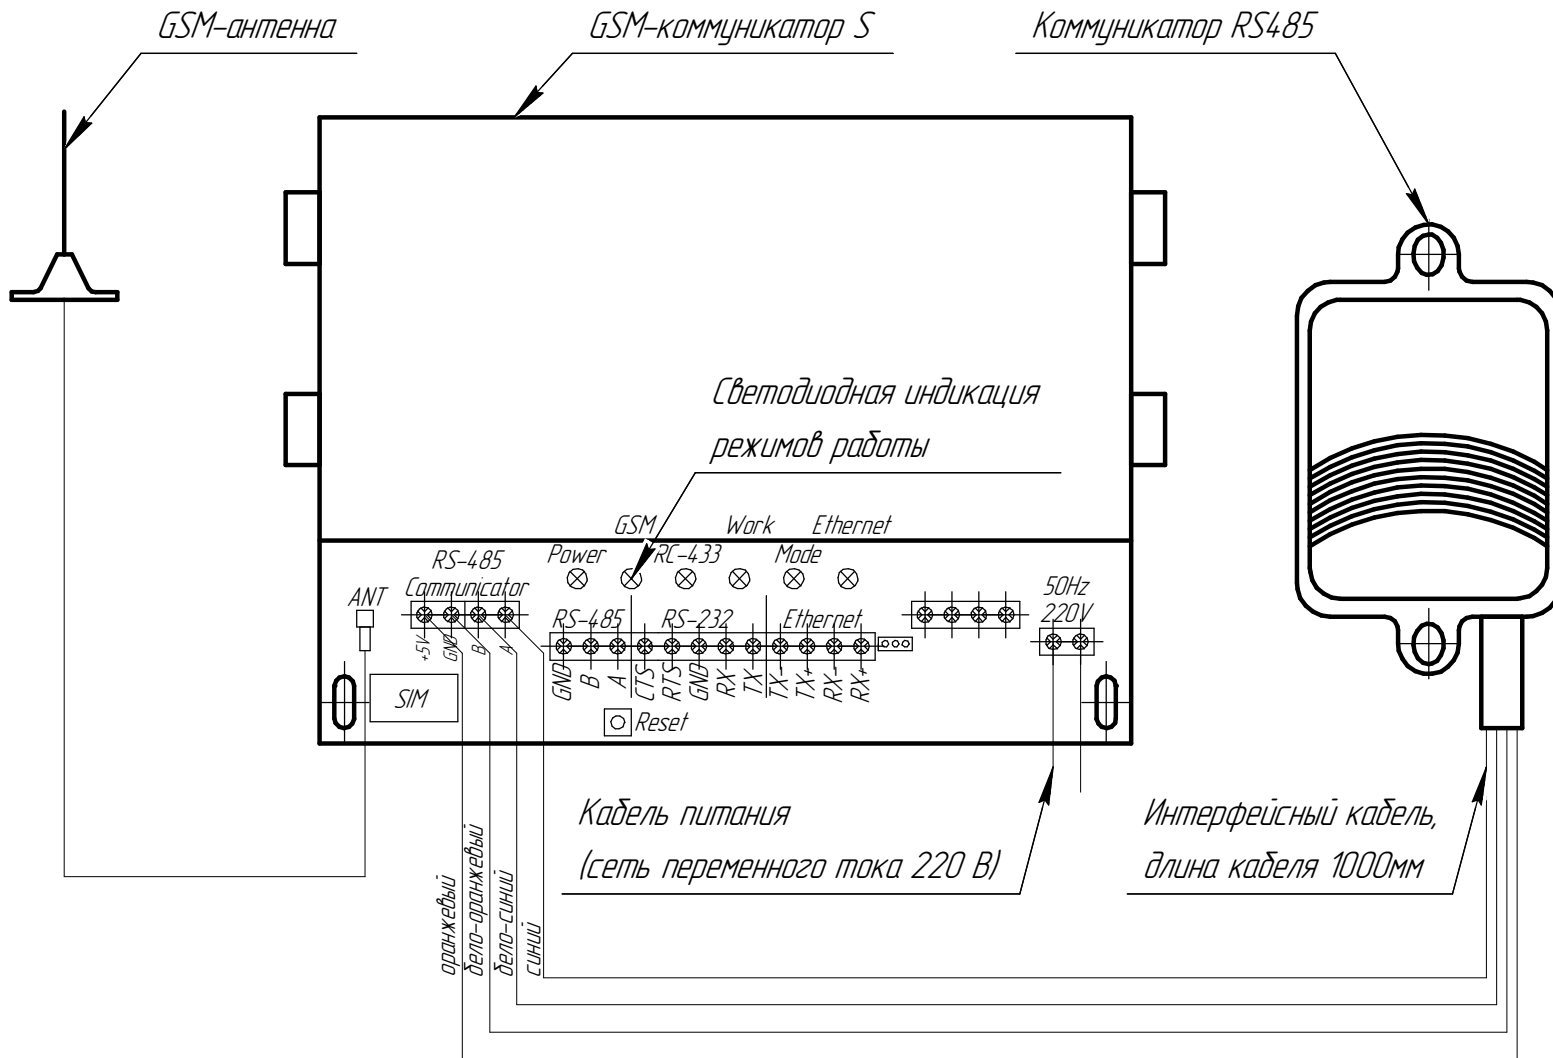 GSM-антенна
GSM-коммуникатор S
Коммуникатор RS485
Светодиодная индикация
режимов работы
GSM
Work
Ethernet
Power
RC-433
Mode
RS-485
Communicator
ANT
+5V
GND
B
A
RS-485
RS-232
Ethernet
50Hz
220V
GND
B
A
CTS
RTS
GND
RX
TX
TX-
TX+
RX-
RX+
SIM
Reset
Кабель питания
(сеть переменного тока 220 В)
Интерфейсный кабель,
длина кабеля 1000мм
оранжевый
бело-оранжевый
бело-синий
синий